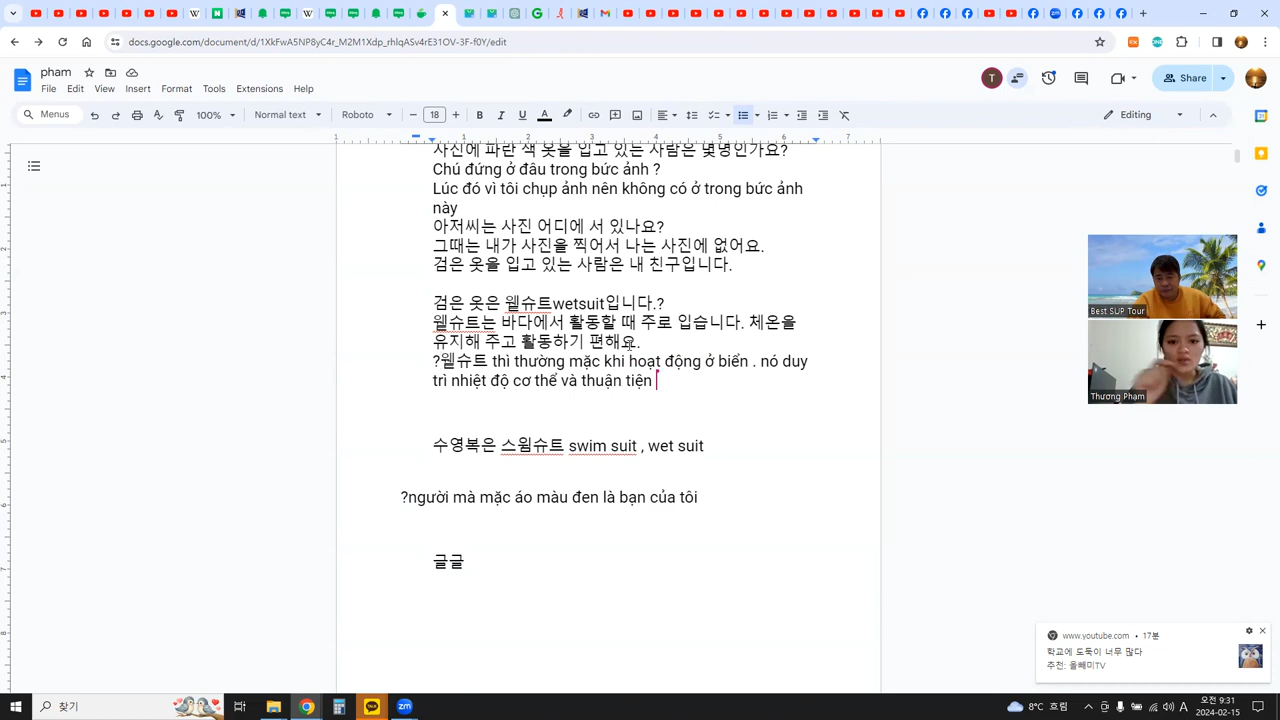 docs.google.com/document/d/1XkFwA5NP8yC4r_M2M1Xdp_rhlqASv4rE31OV-3F-f0Y/edit
pham
File Edit View Insert Format Tools Extensions Help
Share
Menus
100%
Normal text
Roboto
18
Editing
사진에 파란 색 옷을 입고 있는 사람은 몇명인가요?
Chú đứng ở đâu trong bức ảnh ?
Lúc đó vì tôi chụp ảnh nên không có ở trong bức ảnh
này
아저씨는 사진 어디에 서 있나요?
그때는 내가 사진을 찍어서 나는 사진에 없어요.
검은 옷을 입고 있는 사람은 내 친구입니다.
검은 옷은 웰슈트wetsuit입니다.?
웰슈트는 바다에서 활동할 때 주로 입습니다. 체온을
유지해 주고 활동하기 편해요.
?웰슈트 thì thường mặc khi hoạt động ở biển . nó duy
trì nhiệt độ cơ thể và thuận tiện
수영복은 스윔슈트 swim suit , wet suit
?người mà mặc áo màu đen là bạn của tôi
글글
Best SUP Tour
Thương Phạm
www.youtube.com • 17분
학교에 도둑이 너무 많다
추천: 올빼미TV
찾기
8°C 흐림
A
오전 9:31
2024-02-15